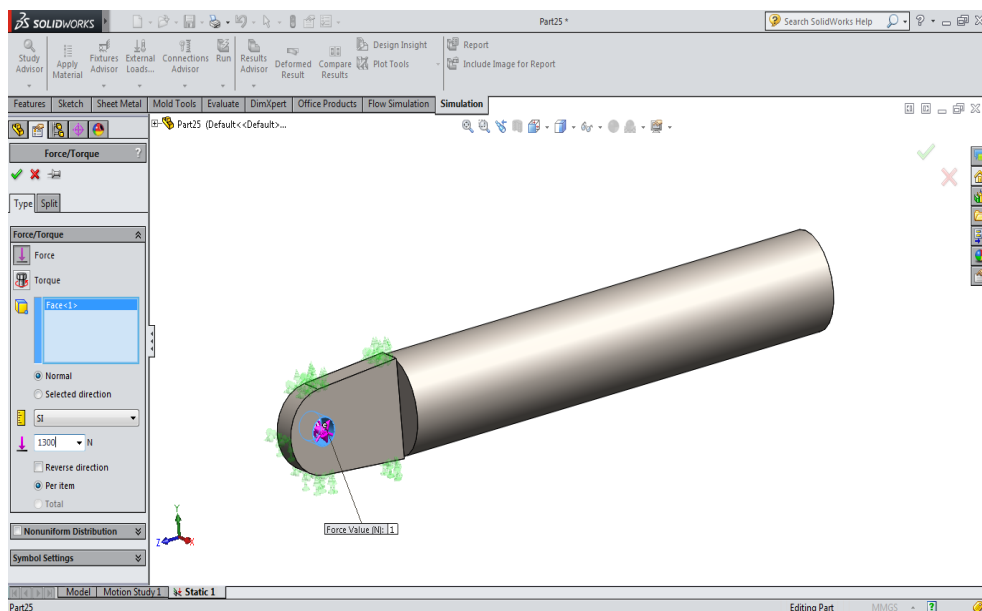 SOLIDWORKS
Part25 *
Search SolidWorks Help
Study Advisor
Apply Material
Fixtures Advisor
External Loads...
Connections Advisor
Run
Results Advisor
Deformed Result
Compare Results
Design Insight
Plot Tools
Report
Include Image for Report
Features Sketch Sheet Metal Mold Tools Evaluate DimXpert Office Products Flow Simulation Simulation
Part25 (Default<<Default>...
Force/Torque ?
Type Split
Force/Torque
Force
Torque
Face<1>
Normal
Selected direction
SI
1300 N
Reverse direction
Per item
Total
Nonuniform Distribution
Symbol Settings
Force Value (N): 1
Y
Z
Model Motion Study 1 Static 1
Part25 Editing Part MMGS